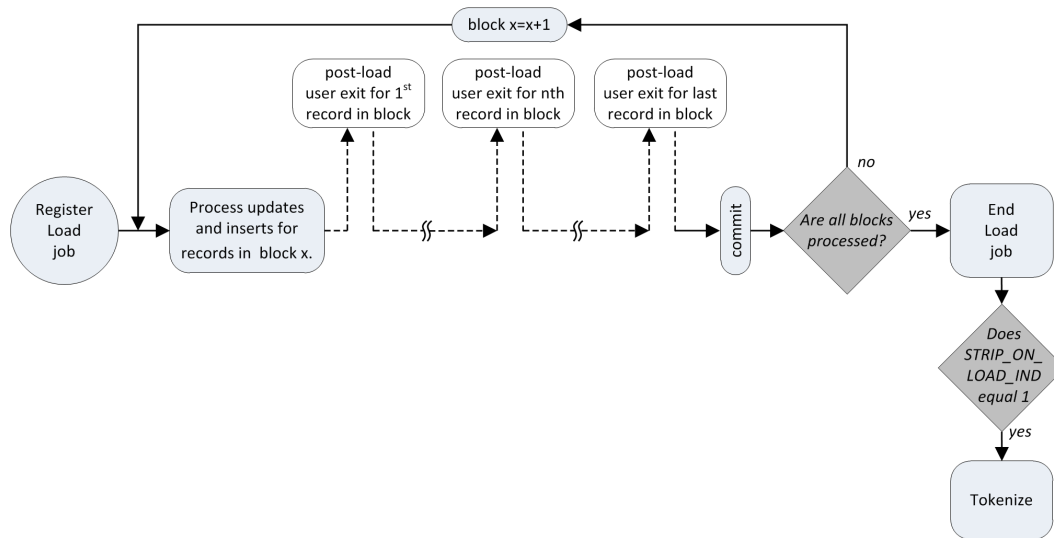 block x=x+1
post-load
user exit for 1st
record in block
post-load
user exit for nth
record in block
post-load
user exit for last
record in block
no
Register
Load
job
Process updates
and inserts for
records in block x.
commit
Are all blocks
processed?
yes
End
Load
job
Does
STRIP_ON_
LOAD_IND
equal 1
yes
Tokenize